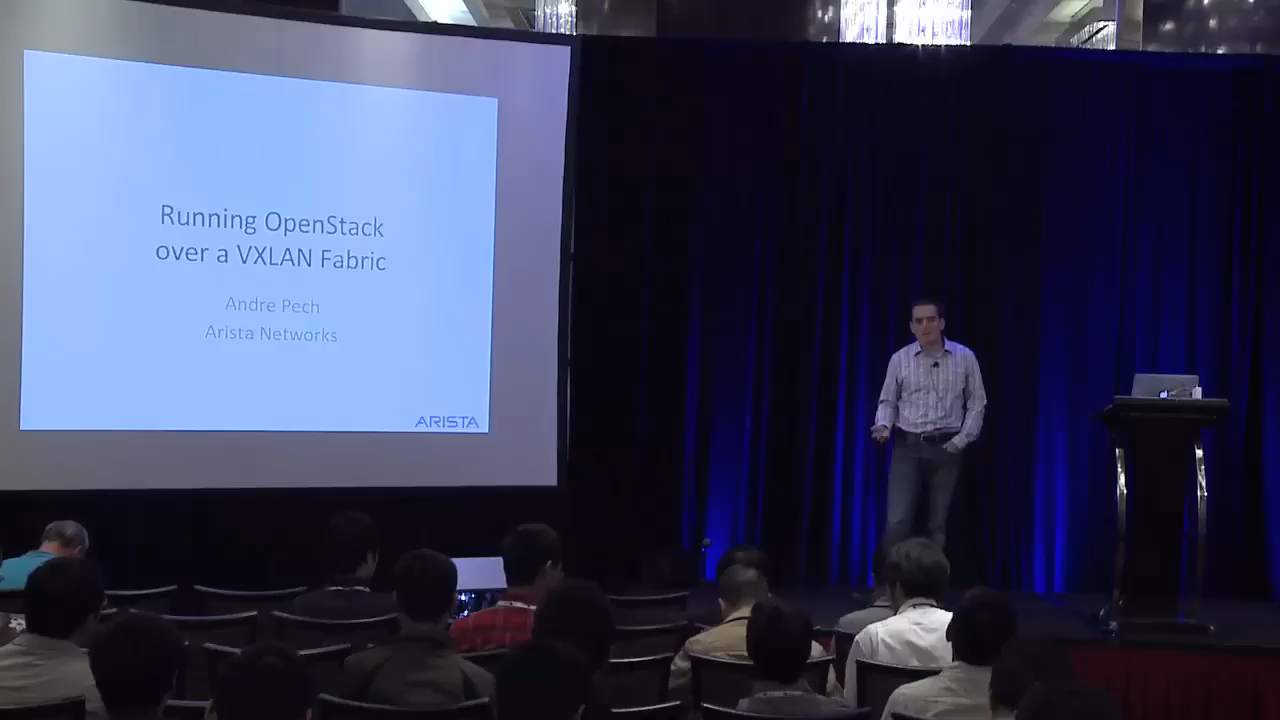 Running OpenStack
over a VXLAN Fabric
Andre Pech
Arista Networks
ARISTA